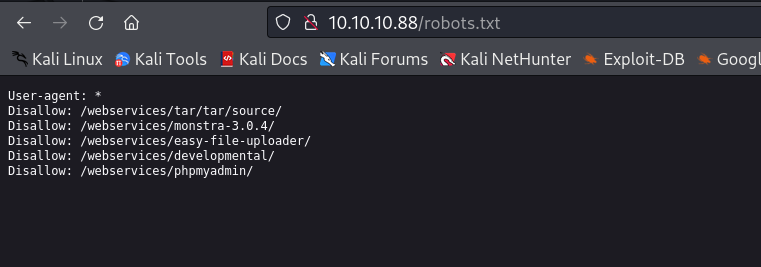 10.10.10.88/robots.txt
Kali Linux Kali Tools Kali Docs Kali Forums Kali NetHunter Exploit-DB Googl
User-agent: *
Disallow: /webservices/tar/tar/source/
Disallow: /webservices/monstra-3.0.4/
Disallow: /webservices/easy-file-uploader/
Disallow: /webservices/developmental/
Disallow: /webservices/phpmyadmin/